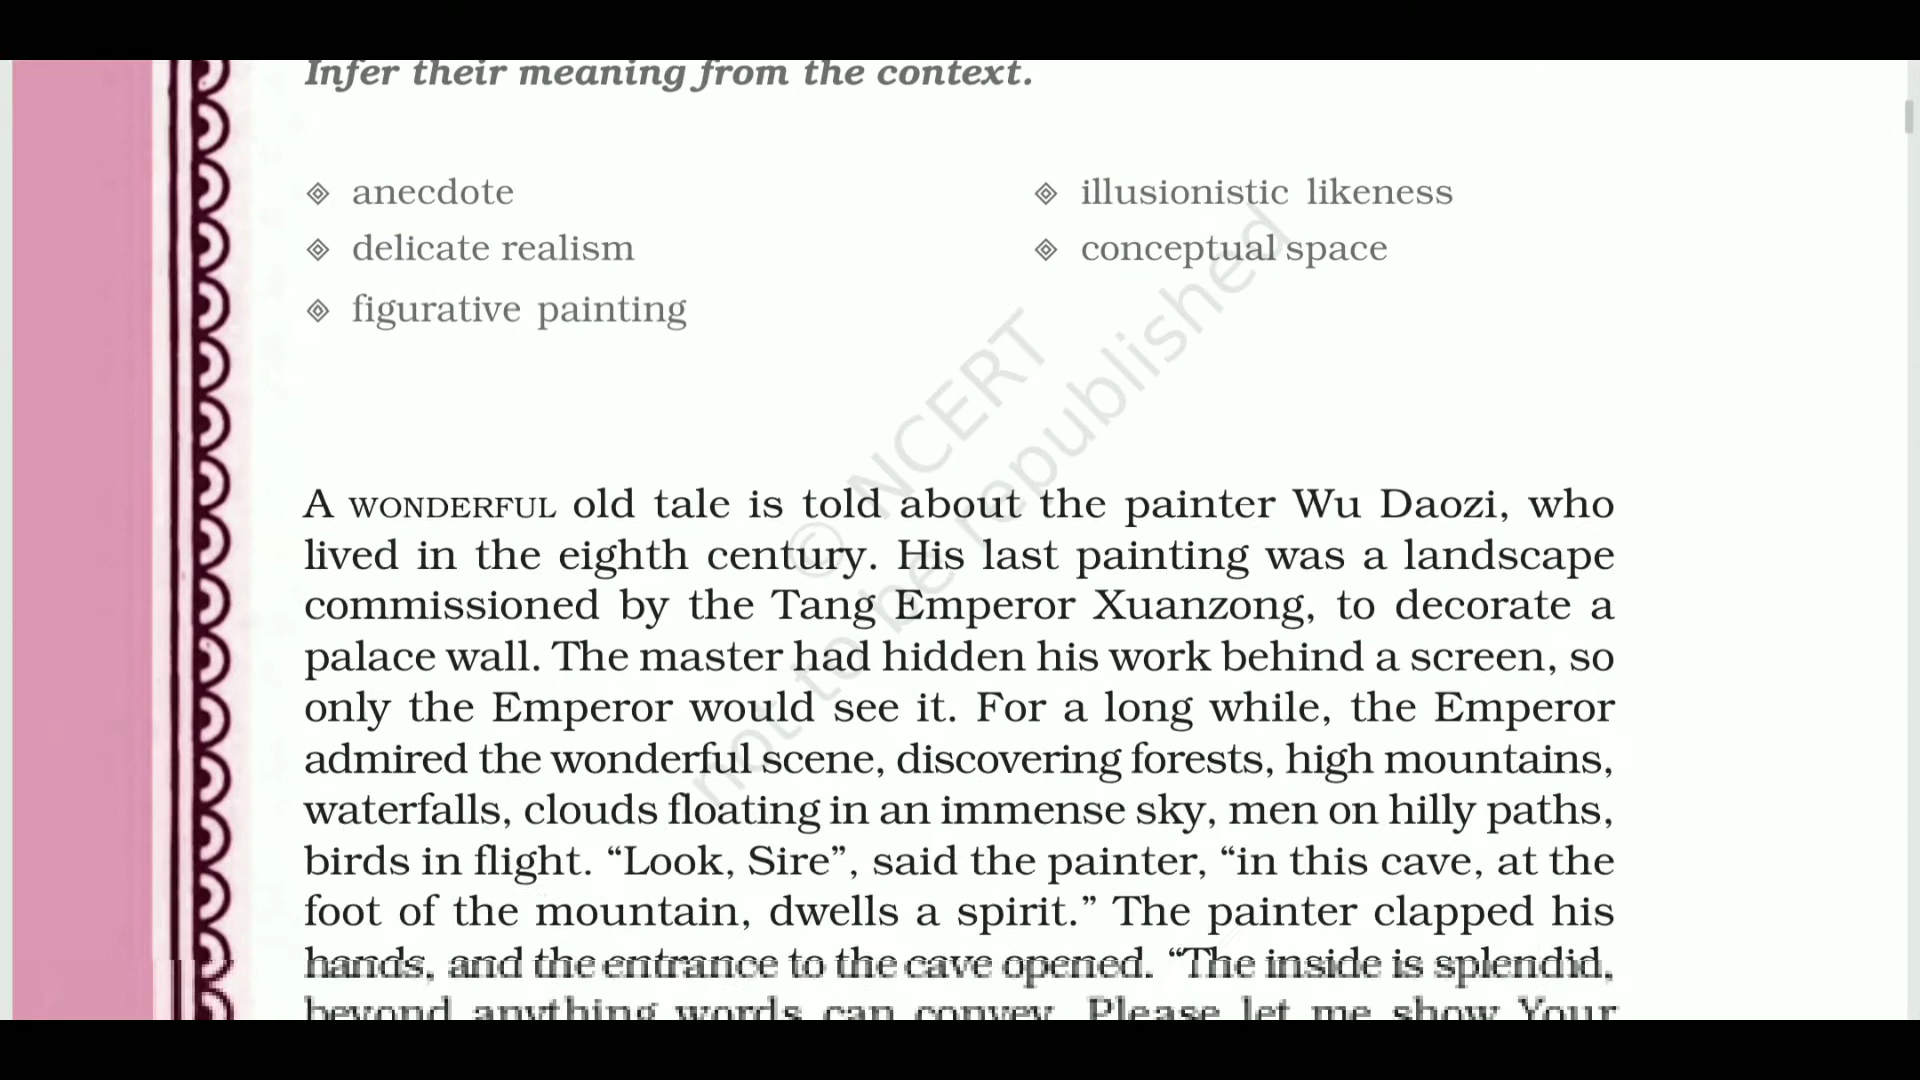 Infer their meaning from the context.
anecdote
illusionistic likeness
delicate realism
conceptual space
figurative painting
© NCERT
not to be republished
A WONDERFUL old tale is told about the painter Wu Daozi, who
lived in the eighth century. His last painting was a landscape
commissioned by the Tang Emperor Xuanzong, to decorate a
palace wall. The master had hidden his work behind a screen, so
only the Emperor would see it. For a long while, the Emperor
admired the wonderful scene, discovering forests, high mountains,
waterfalls, clouds floating in an immense sky, men on hilly paths,
birds in flight. “Look, Sire”, said the painter, “in this cave, at the
foot of the mountain, dwells a spirit.” The painter clapped his
hands, and the entrance to the cave opened. “The inside is splendid,
beyond anything words can convey. Please let me show Your